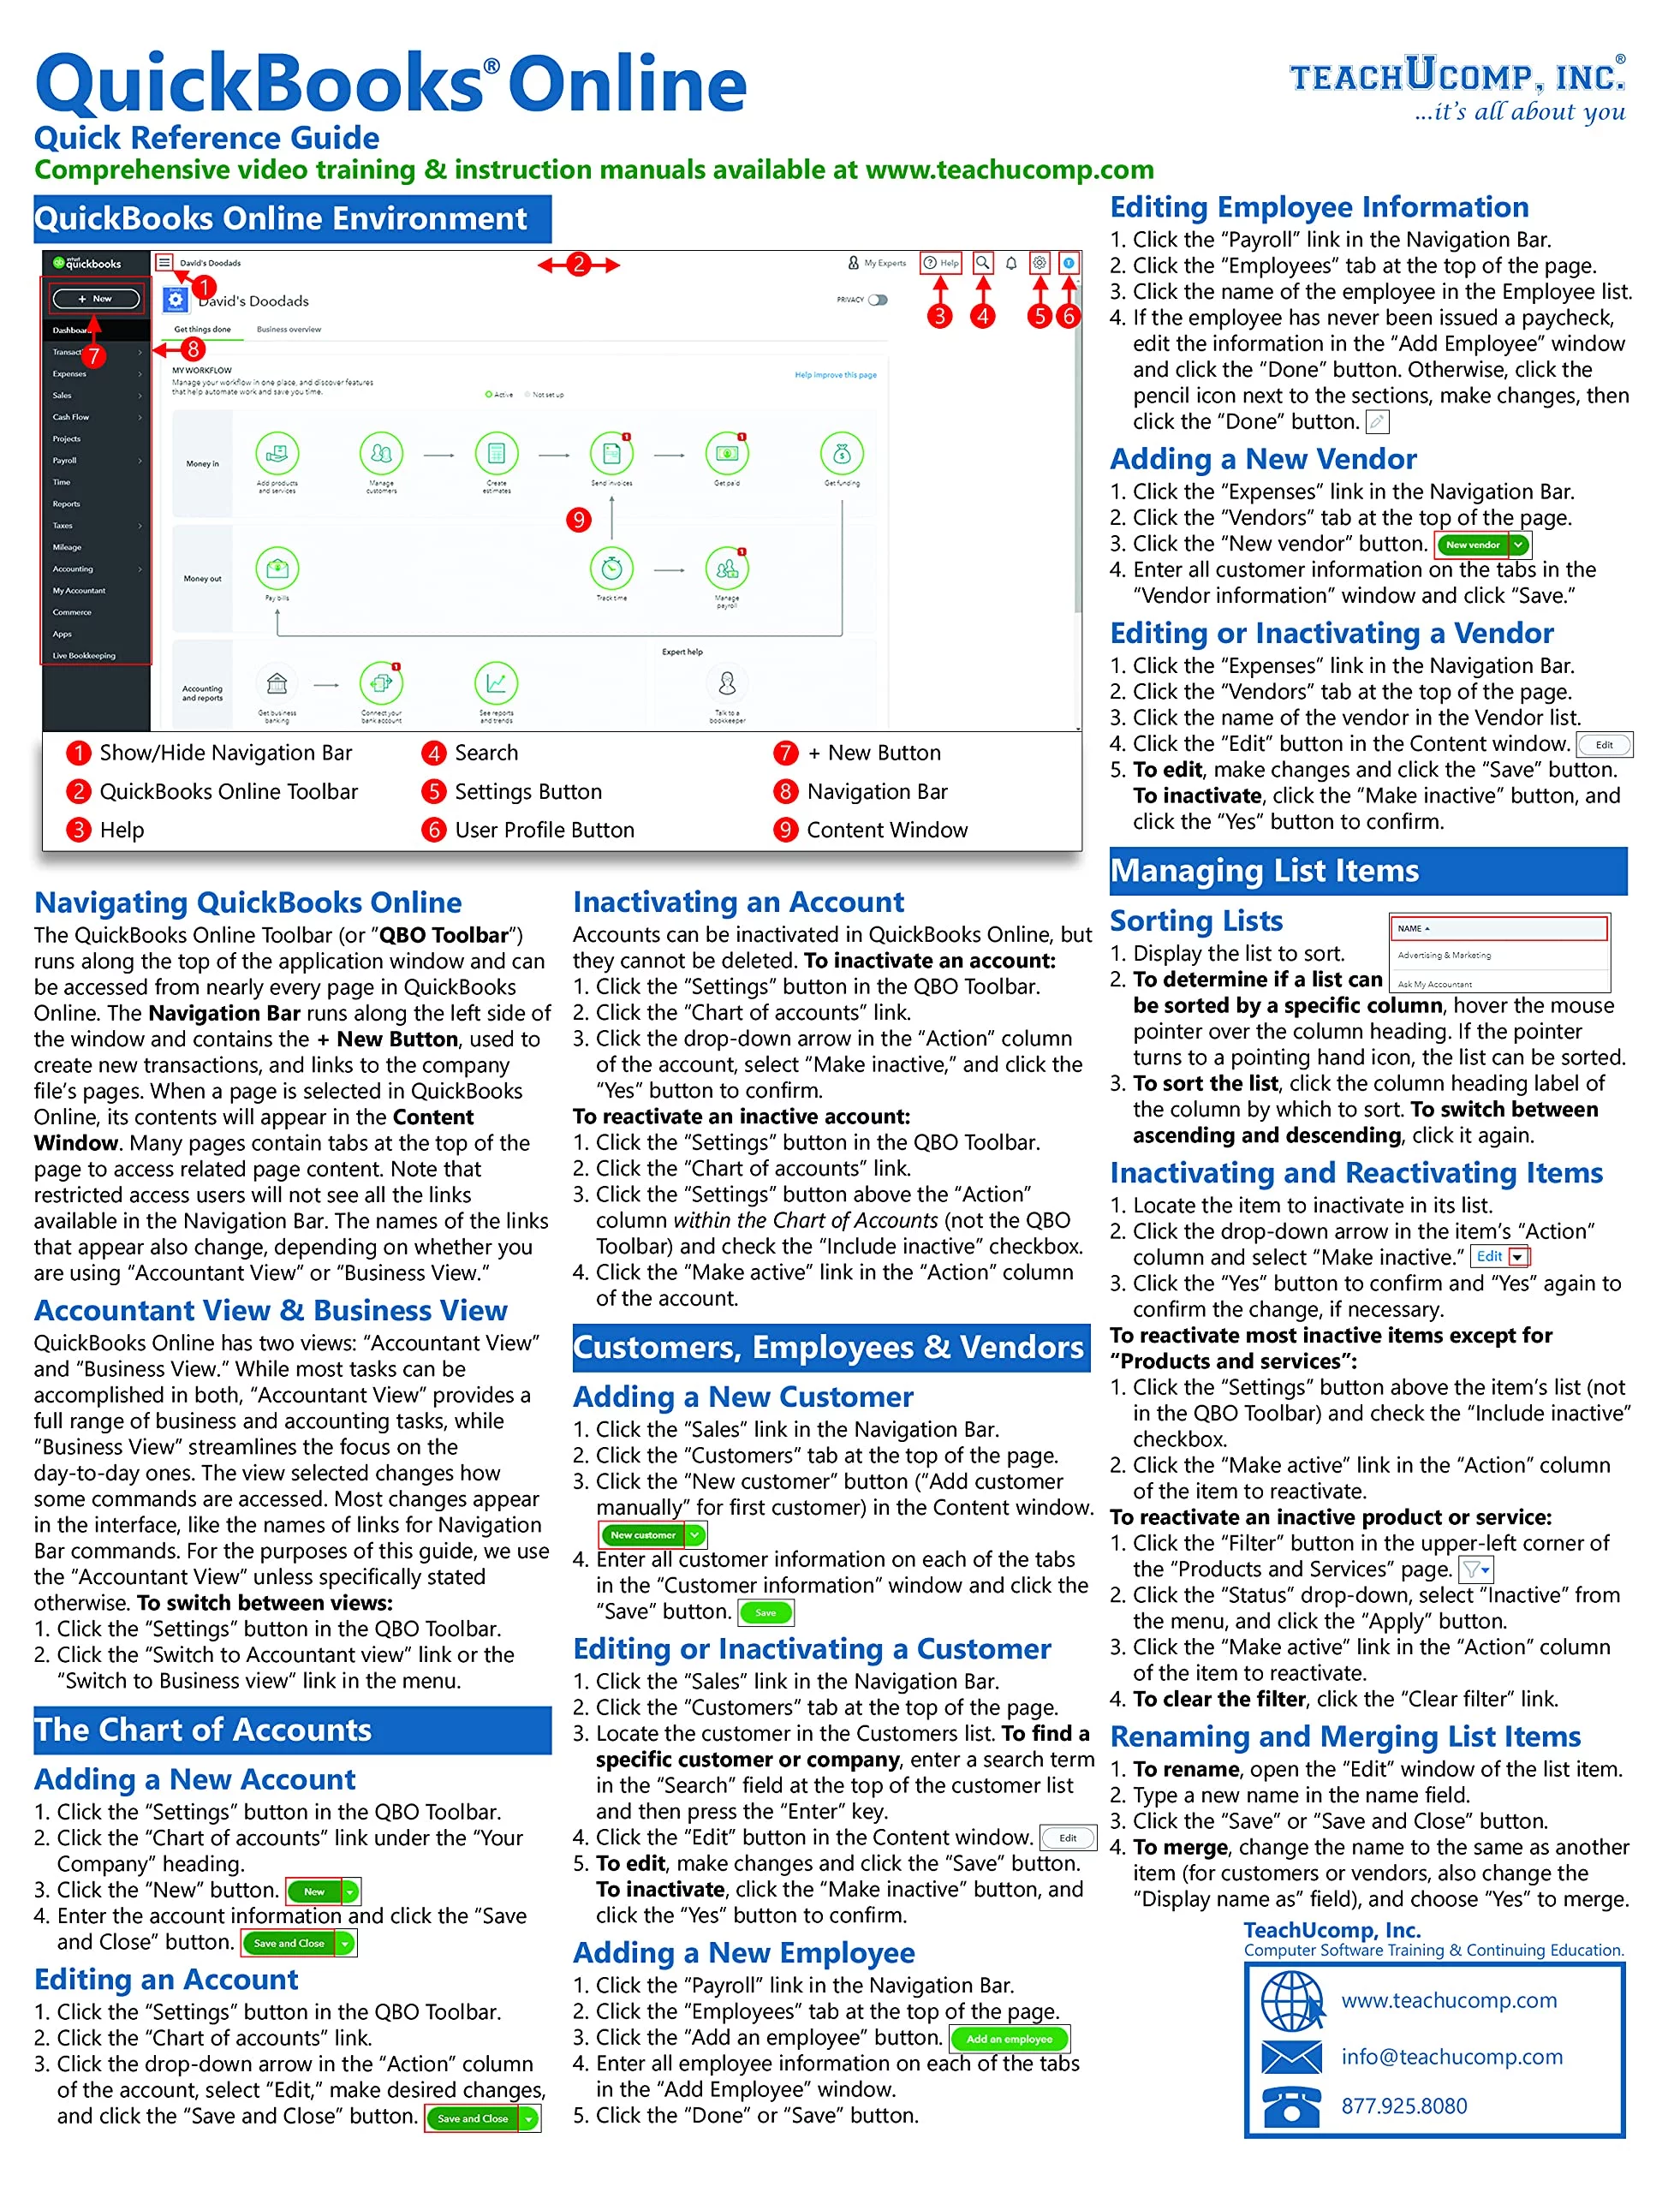 QuickBooks® Online
Quick Reference Guide
Comprehensive video training & instruction manuals available at www.teachucomp.com
TEACHUCOMP, INC.®
...it's all about you
QuickBooks Online Environment
intuit
quickbooks
David's Doodads
2
My Experts
Help
1
+ New
David's Doodads
PRIVACY
3
4
5
6
Get things done
Business overview
7
8
Dashboard
Transact
Expenses
Sales
Cash Flow
Projects
Payroll
Time
Reports
Taxes
Mileage
Accounting
My Accountant
Commerce
Apps
Live Bookkeeping
MY WORKFLOW
Manage your workflow in one place, and discover features
that help automate work and save you time.
Active
Not set up
Help improve this page
Money in
Add products
and services
Manage
customers
Create
estimates
1
Send invoices
1
Get paid
Get funding
9
Money out
Pay bills
Track time
1
Manage
payroll
Accounting
and reports
Get business
banking
1
Connect your
bank account
See reports
and trends
Expert help
Talk to a
bookkeeper
1 Show/Hide Navigation Bar
2 QuickBooks Online Toolbar
3 Help
4 Search
5 Settings Button
6 User Profile Button
7 + New Button
8 Navigation Bar
9 Content Window
Navigating QuickBooks Online
The QuickBooks Online Toolbar (or “QBO Toolbar”)
runs along the top of the application window and can
be accessed from nearly every page in QuickBooks
Online. The Navigation Bar runs along the left side of
the window and contains the + New Button, used to
create new transactions, and links to the company
file’s pages. When a page is selected in QuickBooks
Online, its contents will appear in the Content
Window. Many pages contain tabs at the top of the
page to access related page content. Note that
restricted access users will not see all the links
available in the Navigation Bar. The names of the links
that appear also change, depending on whether you
are using “Accountant View” or “Business View.”
Accountant View & Business View
QuickBooks Online has two views: “Accountant View”
and “Business View.” While most tasks can be
accomplished in both, “Accountant View” provides a
full range of business and accounting tasks, while
“Business View” streamlines the focus on the
day-to-day ones. The view selected changes how
some commands are accessed. Most changes appear
in the interface, like the names of links for Navigation
Bar commands. For the purposes of this guide, we use
the “Accountant View” unless specifically stated
otherwise. To switch between views:
1. Click the “Settings” button in the QBO Toolbar.
2. Click the “Switch to Accountant view” link or the
“Switch to Business view” link in the menu.
The Chart of Accounts
Adding a New Account
1. Click the “Settings” button in the QBO Toolbar.
2. Click the “Chart of accounts” link under the “Your
Company” heading.
3. Click the “New” button. New
4. Enter the account information and click the “Save
and Close” button. Save and Close
Editing an Account
1. Click the “Settings” button in the QBO Toolbar.
2. Click the “Chart of accounts” link.
3. Click the drop-down arrow in the “Action” column
of the account, select “Edit,” make desired changes,
and click the “Save and Close” button. Save and Close
Inactivating an Account
Accounts can be inactivated in QuickBooks Online, but
they cannot be deleted. To inactivate an account:
1. Click the “Settings” button in the QBO Toolbar.
2. Click the “Chart of accounts” link.
3. Click the drop-down arrow in the “Action” column
of the account, select “Make inactive,” and click the
“Yes” button to confirm.
To reactivate an inactive account:
1. Click the “Settings” button in the QBO Toolbar.
2. Click the “Chart of accounts” link.
3. Click the “Settings” button above the “Action”
column within the Chart of Accounts (not the QBO
Toolbar) and check the “Include inactive” checkbox.
4. Click the “Make active” link in the “Action” column
of the account.
Customers, Employees & Vendors
Adding a New Customer
1. Click the “Sales” link in the Navigation Bar.
2. Click the “Customers” tab at the top of the page.
3. Click the “New customer” button (“Add customer
manually” for first customer) in the Content window.
New customer
4. Enter all customer information on each of the tabs
in the “Customer information” window and click the
“Save” button. Save
Editing or Inactivating a Customer
1. Click the “Sales” link in the Navigation Bar.
2. Click the “Customers” tab at the top of the page.
3. Locate the customer in the Customers list. To find a
specific customer or company, enter a search term
in the “Search” field at the top of the customer list
and then press the “Enter” key.
4. Click the “Edit” button in the Content window. Edit
5. To edit, make changes and click the “Save” button.
To inactivate, click the “Make inactive” button, and
click the “Yes” button to confirm.
Adding a New Employee
1. Click the “Payroll” link in the Navigation Bar.
2. Click the “Employees” tab at the top of the page.
3. Click the “Add an employee” button. Add an employee
4. Enter all employee information on each of the tabs
in the “Add Employee” window.
5. Click the “Done” or “Save” button.
Editing Employee Information
1. Click the “Payroll” link in the Navigation Bar.
2. Click the “Employees” tab at the top of the page.
3. Click the name of the employee in the Employee list.
4. If the employee has never been issued a paycheck,
edit the information in the “Add Employee” window
and click the “Done” button. Otherwise, click the
pencil icon next to the sections, make changes, then
click the “Done” button.
Adding a New Vendor
1. Click the “Expenses” link in the Navigation Bar.
2. Click the “Vendors” tab at the top of the page.
3. Click the “New vendor” button. New vendor
4. Enter all customer information on the tabs in the
“Vendor information” window and click “Save.”
Editing or Inactivating a Vendor
1. Click the “Expenses” link in the Navigation Bar.
2. Click the “Vendors” tab at the top of the page.
3. Click the name of the vendor in the Vendor list.
4. Click the “Edit” button in the Content window. Edit
5. To edit, make changes and click the “Save” button.
To inactivate, click the “Make inactive” button, and
click the “Yes” button to confirm.
Managing List Items
Sorting Lists
NAME
Advertising & Marketing
Ask My Accountant
1. Display the list to sort.
2. To determine if a list can
be sorted by a specific column, hover the mouse
pointer over the column heading. If the pointer
turns to a pointing hand icon, the list can be sorted.
3. To sort the list, click the column heading label of
the column by which to sort. To switch between
ascending and descending, click it again.
Inactivating and Reactivating Items
1. Locate the item to inactivate in its list.
2. Click the drop-down arrow in the item’s “Action”
column and select “Make inactive.” Edit
3. Click the “Yes” button to confirm and “Yes” again to
confirm the change, if necessary.
To reactivate most inactive items except for
“Products and services”:
1. Click the “Settings” button above the item’s list (not
in the QBO Toolbar) and check the “Include inactive”
checkbox.
2. Click the “Make active” link in the “Action” column
of the item to reactivate.
To reactivate an inactive product or service:
1. Click the “Filter” button in the upper-left corner of
the “Products and Services” page.
2. Click the “Status” drop-down, select “Inactive” from
the menu, and click the “Apply” button.
3. Click the “Make active” link in the “Action” column
of the item to reactivate.
4. To clear the filter, click the “Clear filter” link.
Renaming and Merging List Items
1. To rename, open the “Edit” window of the list item.
2. Type a new name in the name field.
3. Click the “Save” or “Save and Close” button.
4. To merge, change the name to the same as another
item (for customers or vendors, also change the
“Display name as” field), and choose “Yes” to merge.
TeachUcomp, Inc.
Computer Software Training & Continuing Education.
www.teachucomp.com
info@teachucomp.com
877.925.8080